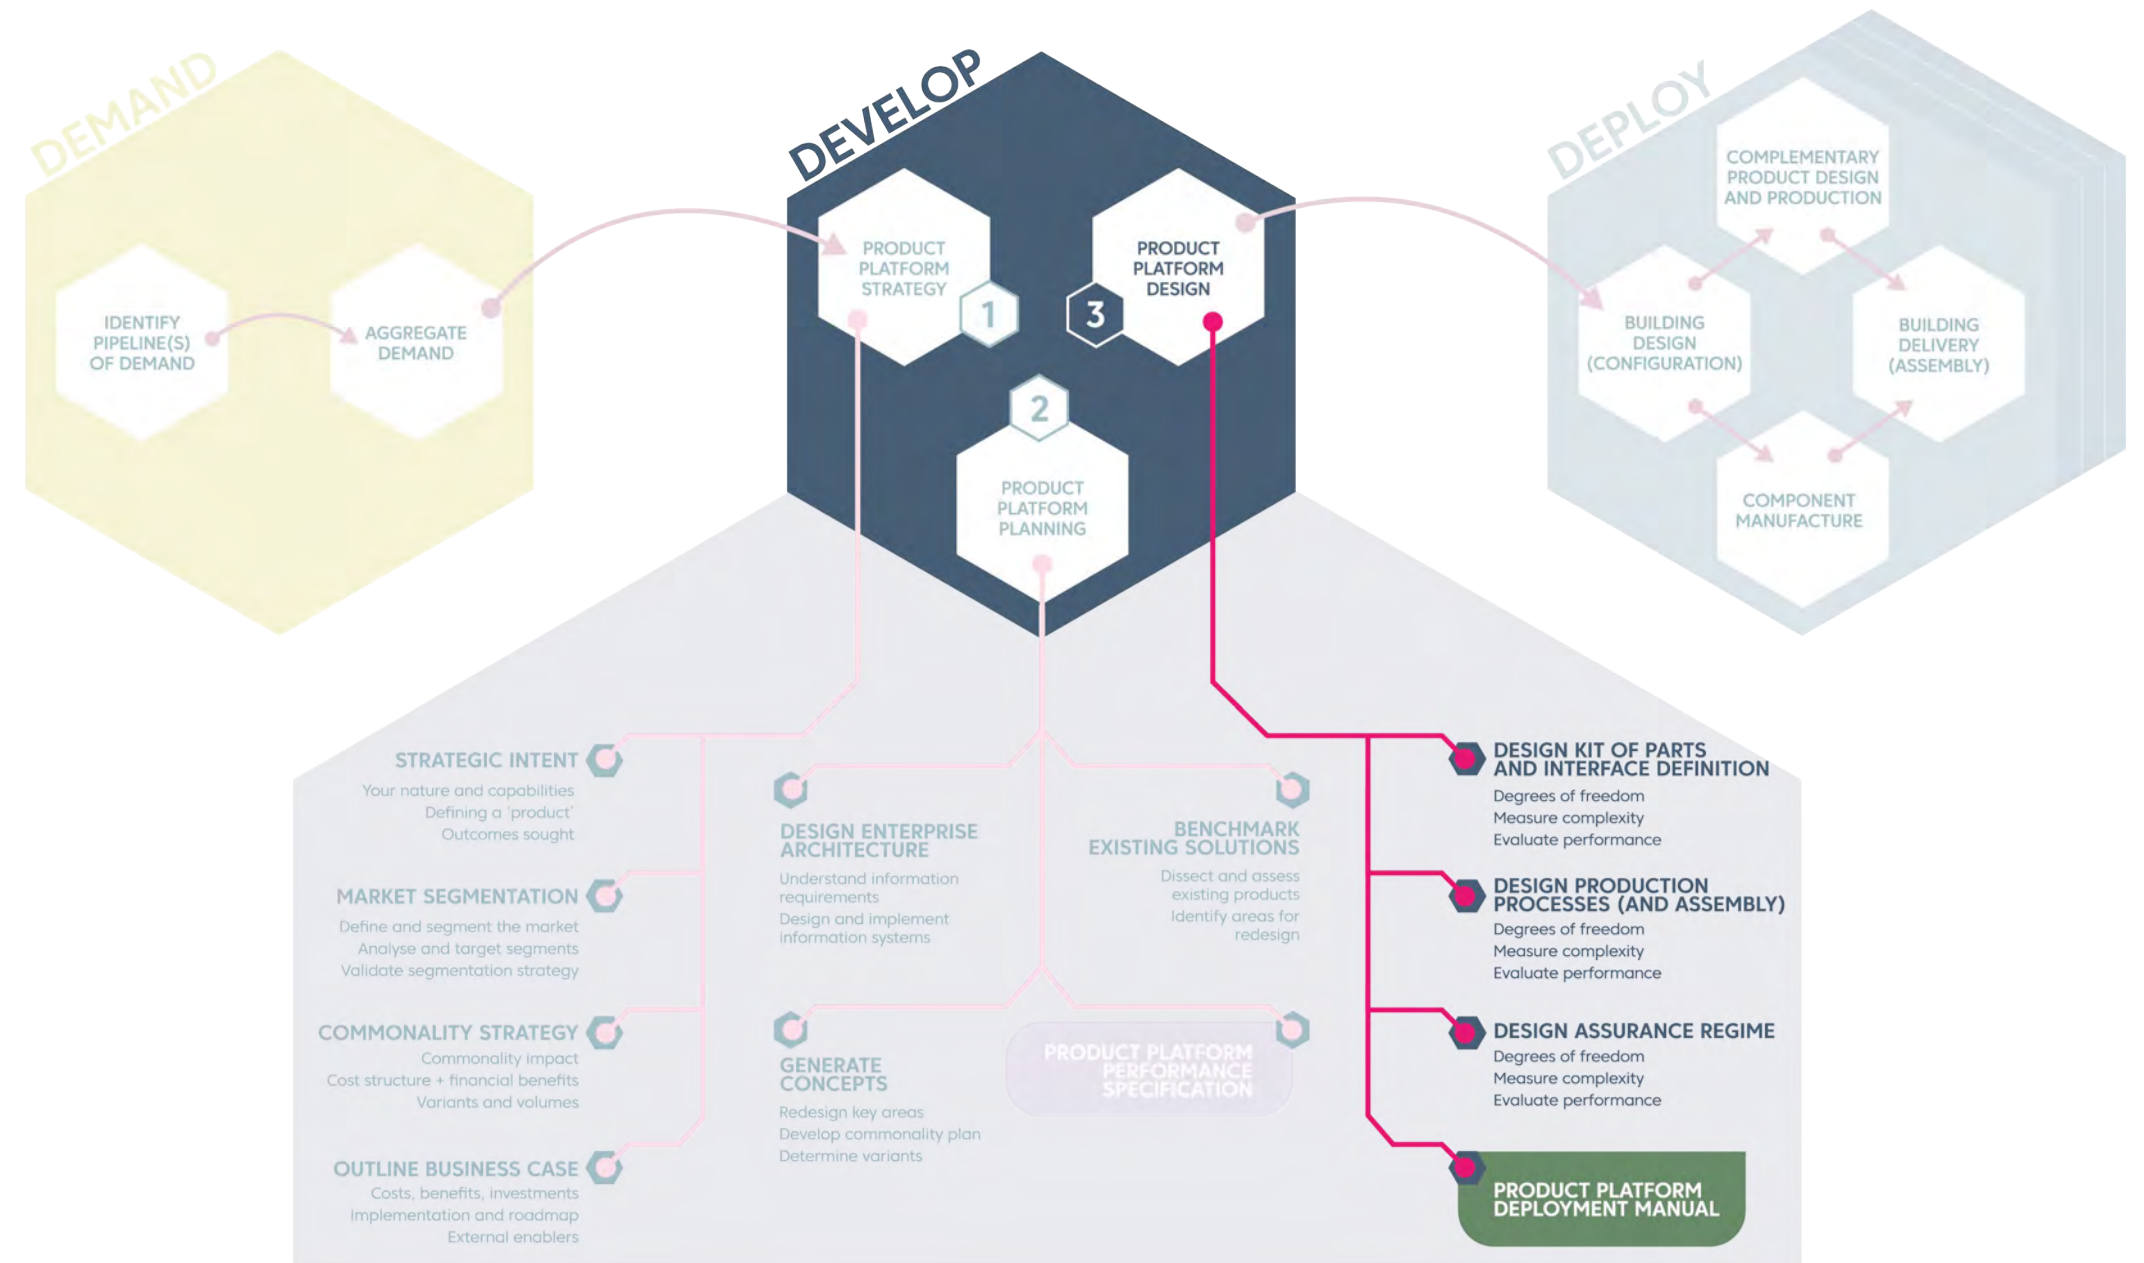 DEMAND
IDENTIFY
PIPELINE(S)
OF DEMAND
AGGREGATE
DEMAND
DEVELOP
PRODUCT
PLATFORM
STRATEGY
1
3
PRODUCT
PLATFORM
DESIGN
2
PRODUCT
PLATFORM
PLANNING
DEPLOY
COMPLEMENTARY
PRODUCT DESIGN
AND PRODUCTION
BUILDING
DESIGN
(CONFIGURATION)
BUILDING
DELIVERY
(ASSEMBLY)
COMPONENT
MANUFACTURE
STRATEGIC INTENT
Your nature and capabilities
Defining a 'product'
Outcomes sought
MARKET SEGMENTATION
Define and segment the market
Analyse and target segments
Validate segmentation strategy
COMMONALITY STRATEGY
Commonality impact
Cost structure + financial benefits
Variants and volumes
OUTLINE BUSINESS CASE
Costs, benefits, investments
Implementation and roadmap
External enablers
DESIGN ENTERPRISE
ARCHITECTURE
Understand information
requirements
Design and implement
information systems
BENCHMARK
EXISTING SOLUTIONS
Dissect and assess
existing products
Identify areas for
redesign
GENERATE
CONCEPTS
Redesign key areas
Develop commonality plan
Determine variants
PRODUCT PLATFORM
PERFORMANCE
SPECIFICATION
DESIGN KIT OF PARTS
AND INTERFACE DEFINITION
Degrees of freedom
Measure complexity
Evaluate performance
DESIGN PRODUCTION
PROCESSES (AND ASSEMBLY)
Degrees of freedom
Measure complexity
Evaluate performance
DESIGN ASSURANCE REGIME
Degrees of freedom
Measure complexity
Evaluate performance
PRODUCT PLATFORM
DEPLOYMENT MANUAL